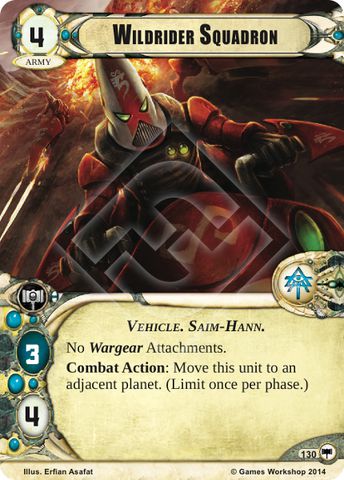 4
ARMY
WILDRIDER SQUADRON
VEHICLE. SAIM-HANN.
3
No Wargear Attachments.
Combat Action: Move this unit to an
adjacent planet. (Limit once per phase.)
4
130
Illus. Erfian Asafat
© Games Workshop 2014